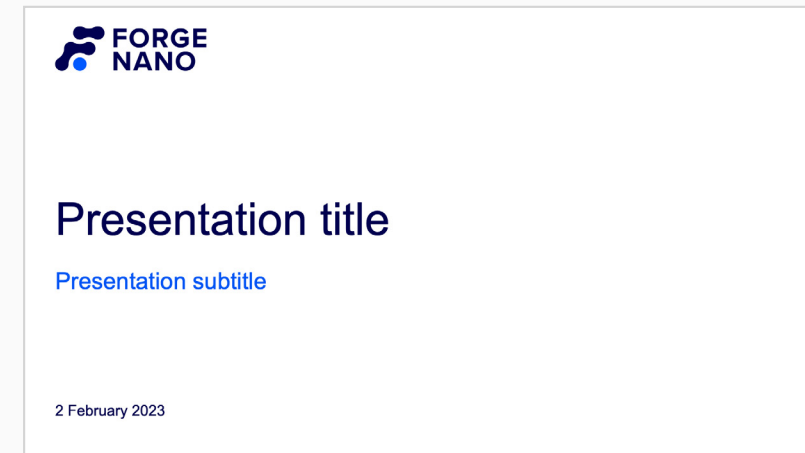 FORGE
NANO
Presentation title
Presentation subtitle
2 February 2023